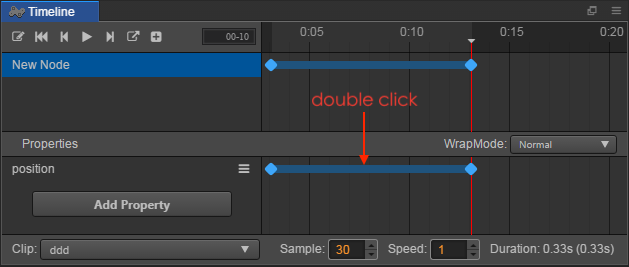 Timeline
00-10
0:05 0:10 0:15 0:20
New Node
double click
Properties WrapMode: Normal
position
Add Property
Clip: ddd Sample: 30 Speed: 1 Duration: 0.33s (0.33s)